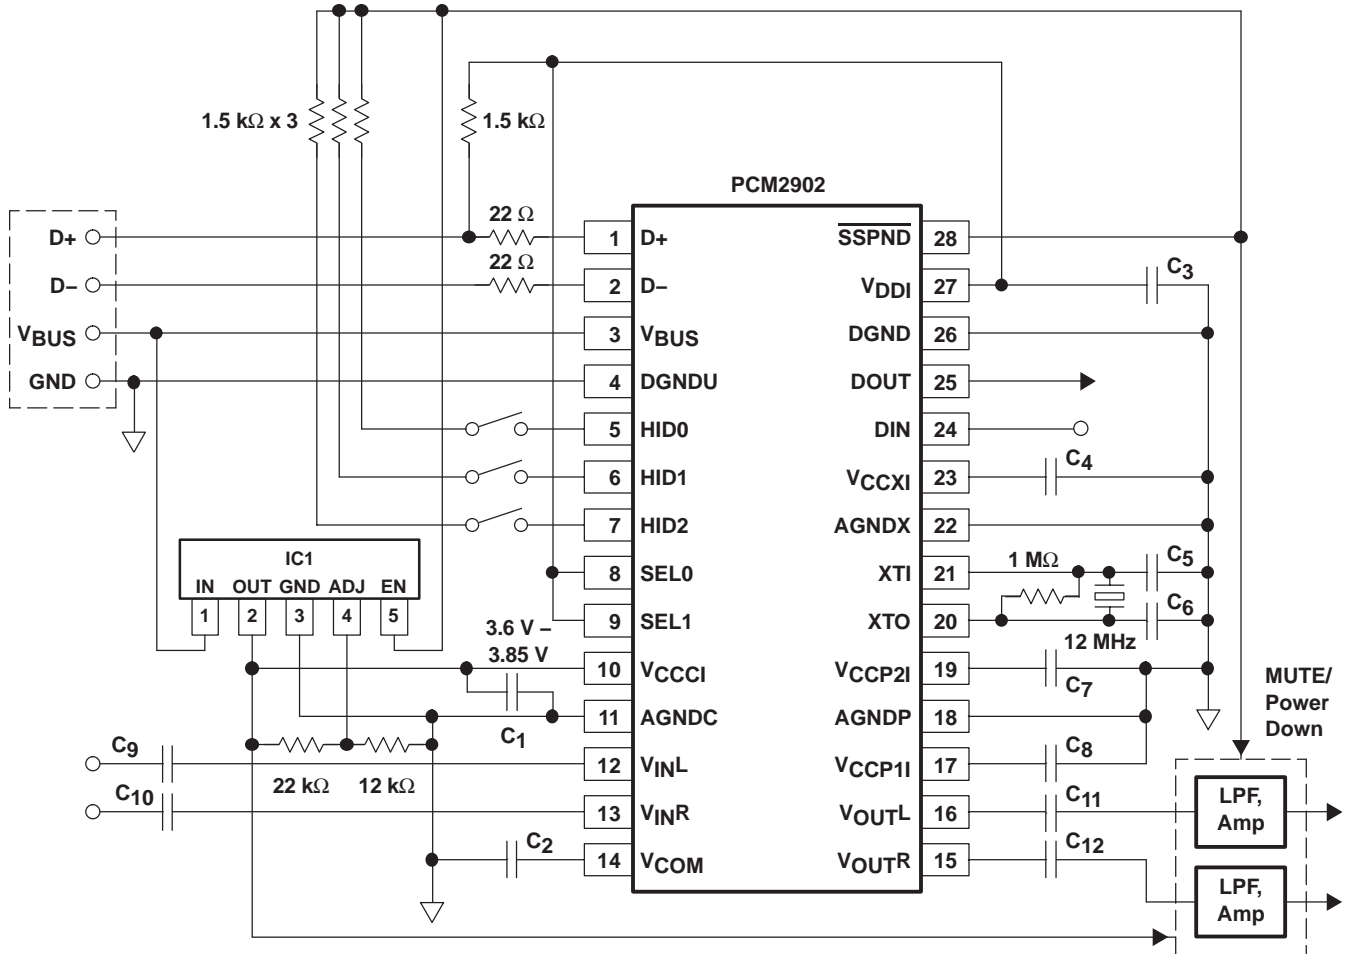 1.5 kΩ x 3
1.5 kΩ
PCM2902
22 Ω
22 Ω
D+
D–
VBUS
GND
1 D+
2 D–
3 VBUS
4 DGNDU
5 HID0
6 HID1
7 HID2
8 SEL0
9 SEL1
10 VCCCI
11 AGNDC
12 VINL
13 VINR
14 VCOM
SSPND 28
VDDI 27
DGND 26
DOUT 25
DIN 24
VCCXI 23
AGNDX 22
XTI 21
XTO 20
VCCP2I 19
AGNDP 18
VCCP1I 17
VOUTL 16
VOUTR 15
IC1
IN OUT GND ADJ EN
1 2 3 4 5
3.6 V –
3.85 V
C1
22 kΩ
12 kΩ
C9
C10
C2
C3
C4
1 MΩ
C5
C6
12 MHz
C7
C8
C11
C12
MUTE/
Power
Down
LPF,
Amp
LPF,
Amp